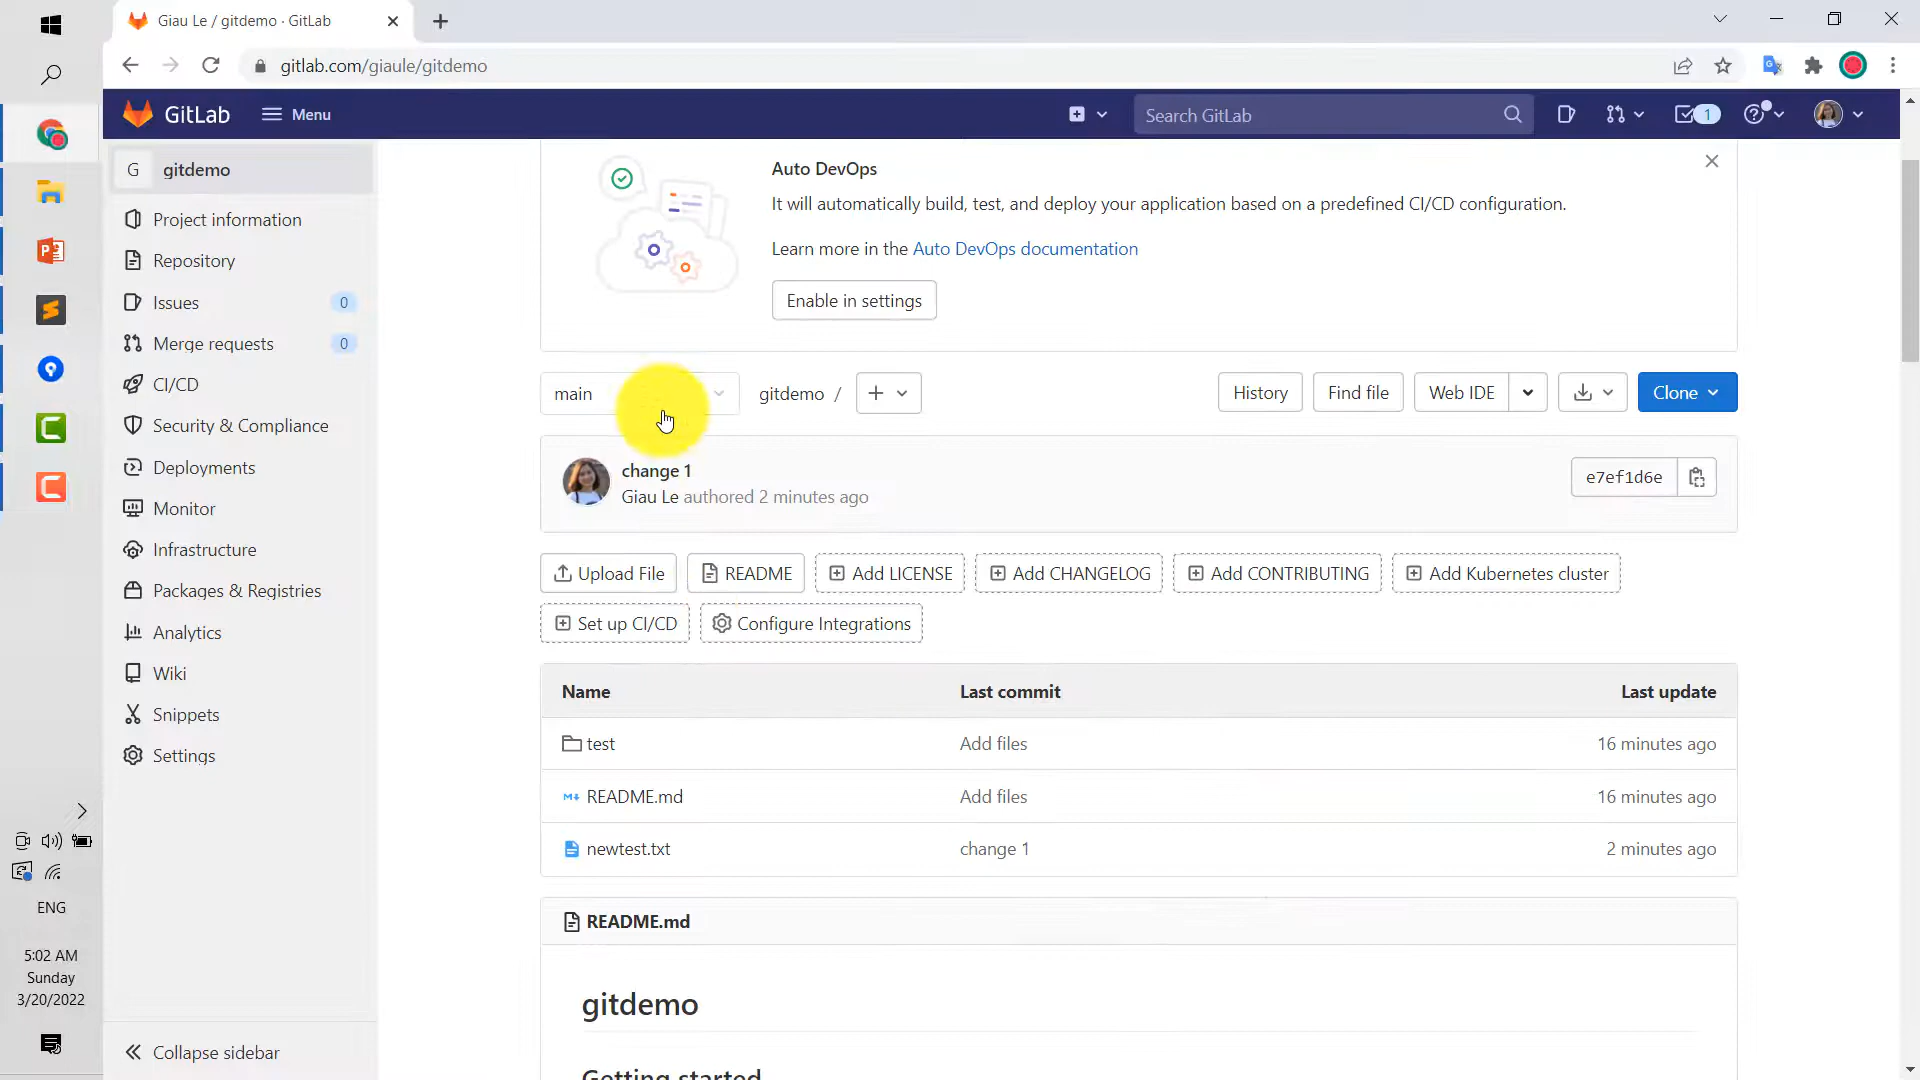 Giau Le / gitdemo · GitLab
gitlab.com/giaule/gitdemo
GitLab
Menu
Search GitLab
1
G gitdemo
Project information
Repository
Issues 0
Merge requests 0
CI/CD
Security & Compliance
Deployments
Monitor
Infrastructure
Packages & Registries
Analytics
Wiki
Snippets
Settings
Collapse sidebar
Auto DevOps
It will automatically build, test, and deploy your application based on a predefined CI/CD configuration.
Learn more in the Auto DevOps documentation
Enable in settings
main gitdemo / History Find file Web IDE Clone
change 1
Giau Le authored 2 minutes ago
e7ef1d6e
Upload File README Add LICENSE Add CHANGELOG Add CONTRIBUTING Add Kubernetes cluster
Set up CI/CD Configure Integrations
Name Last commit Last update
test Add files 16 minutes ago
README.md Add files 16 minutes ago
newtest.txt change 1 2 minutes ago
README.md
gitdemo
Getting started
ENG
5:02 AM
Sunday
3/20/2022